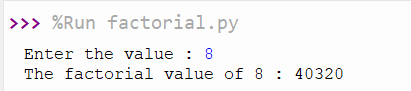 >>> %Run factorial.py
Enter the value : 8
The factorial value of 8 : 40320